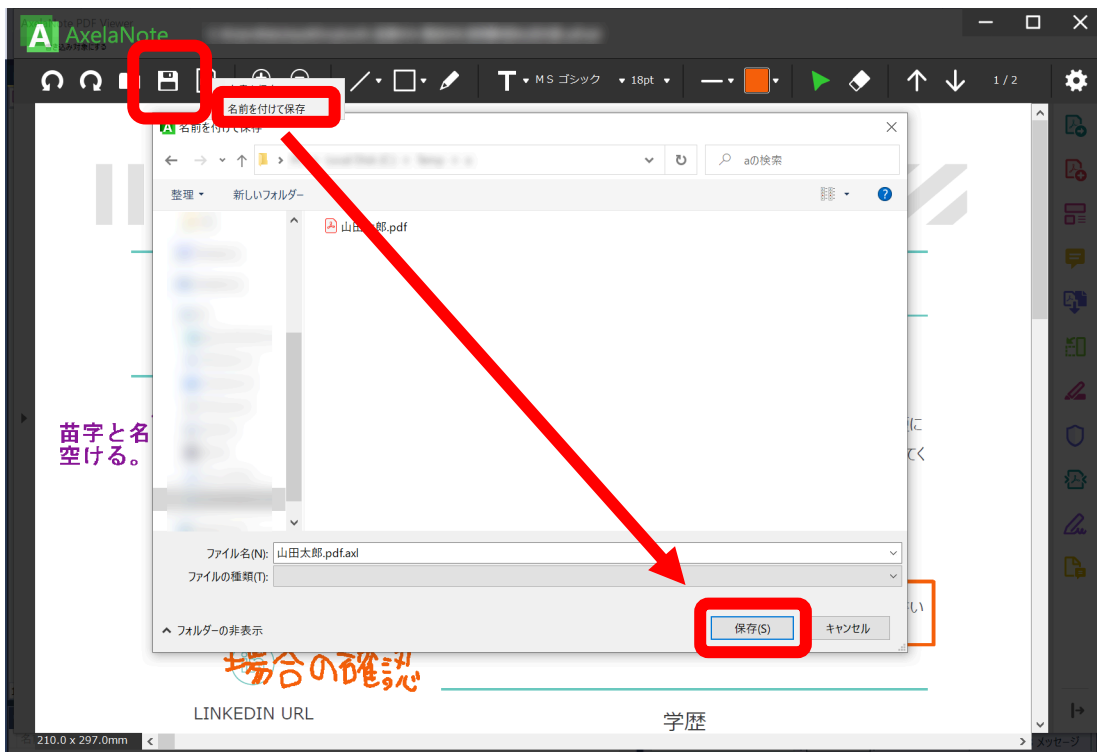 AxelaNote
MS ゴシック
18pt
1 / 2
名前を付けて保存
名前を付けて保存
aの検索
整理
新しいフォルダー
山田太郎.pdf
苗字と名
空ける。
ファイル名(N):
山田太郎.pdf.axl
ファイルの種類(T):
保存(S)
キャンセル
フォルダーの非表示
場合の確認
LINKEDIN URL
学歴
210.0 x 297.0mm
メッセージ